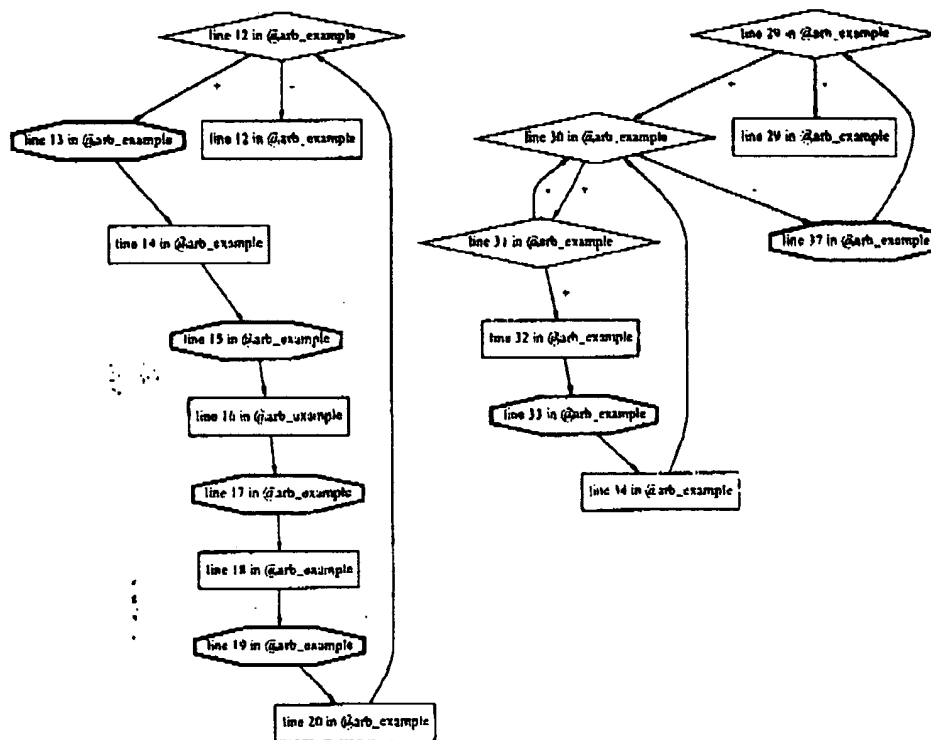 line 12 in @arb_example
+
-
line 13 in @arb_example
line 12 in @arb_example
line 14 in @arb_example
line 15 in @arb_example
line 16 in @arb_example
line 17 in @arb_example
line 18 in @arb_example
line 19 in @arb_example
line 20 in @arb_example
line 29 in @arb_example
+
-
line 30 in @arb_example
line 29 in @arb_example
-
+
-
line 31 in @arb_example
line 37 in @arb_example
+
line 32 in @arb_example
line 33 in @arb_example
line 34 in @arb_example